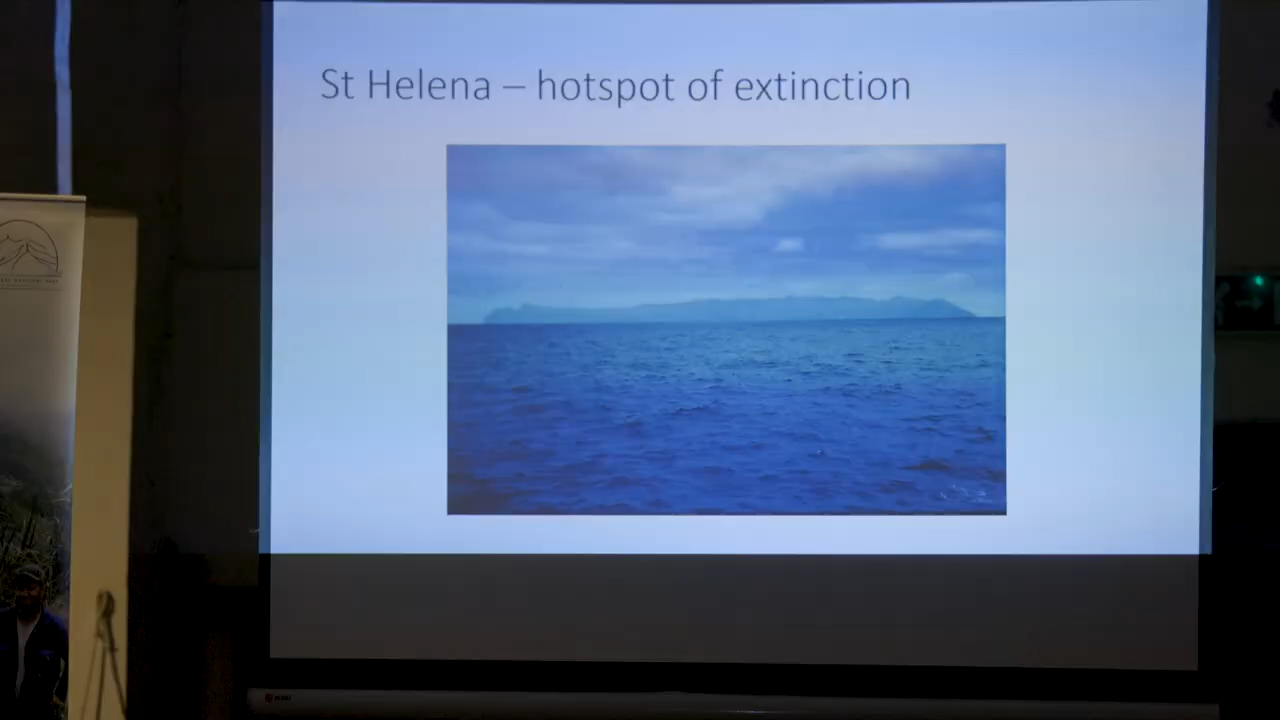 St Helena – hotspot of extinction